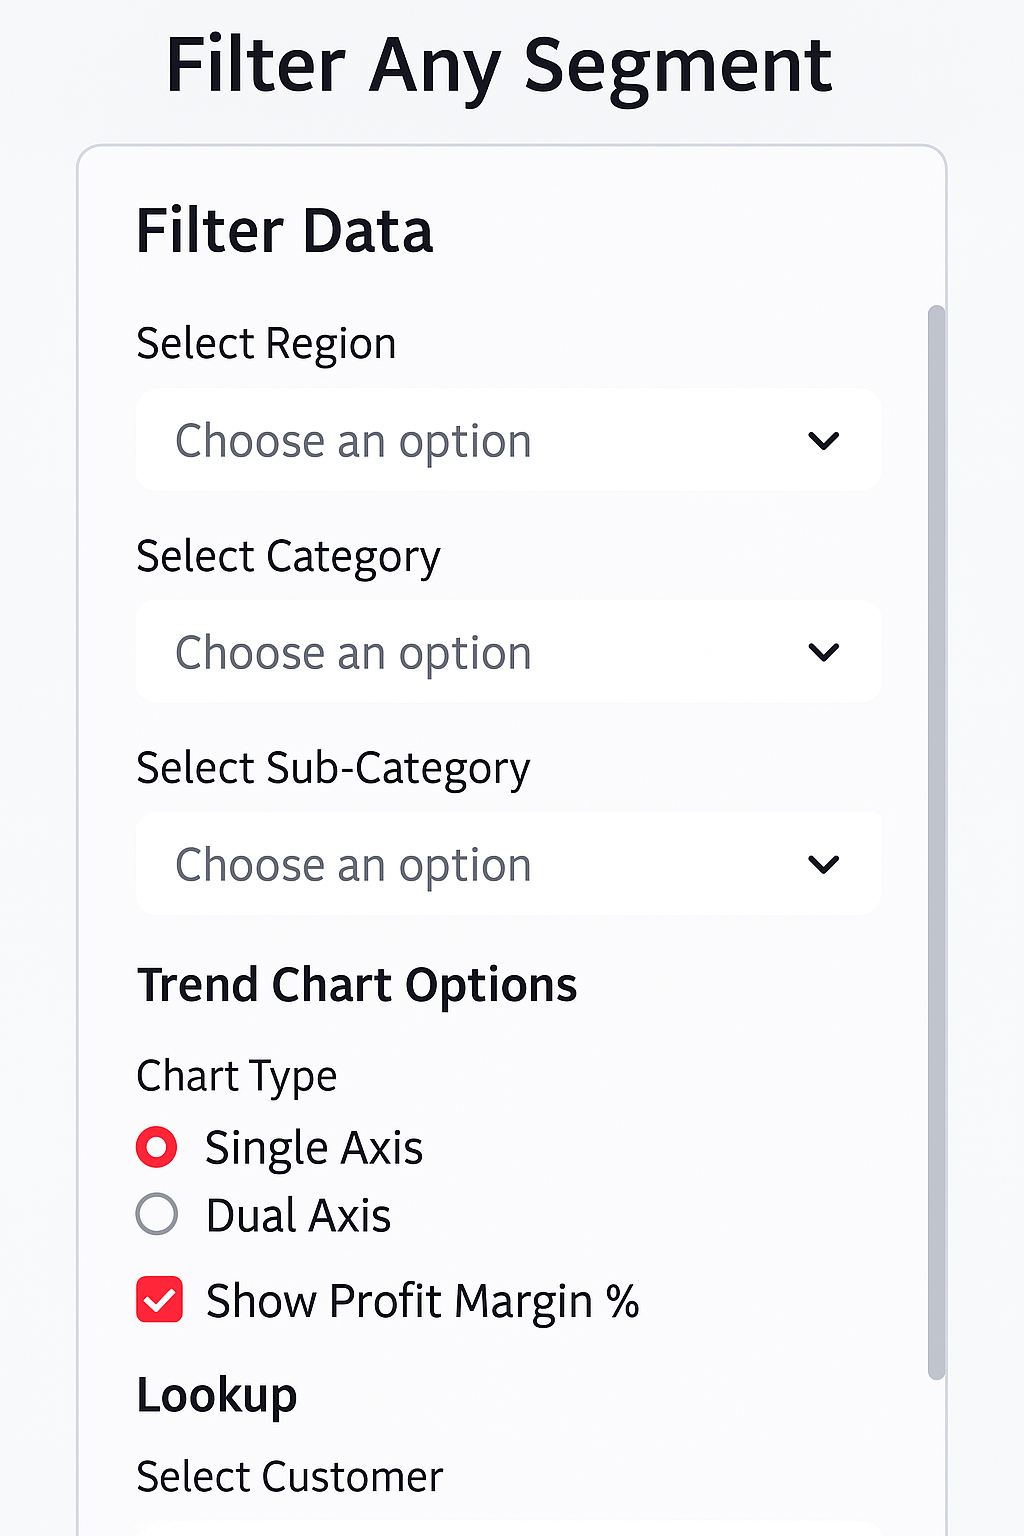 Filter Any Segment
Filter Data
Select Region
Choose an option
Select Category
Choose an option
Select Sub-Category
Choose an option
Trend Chart Options
Chart Type
Single Axis
Dual Axis
Show Profit Margin %
Lookup
Select Customer